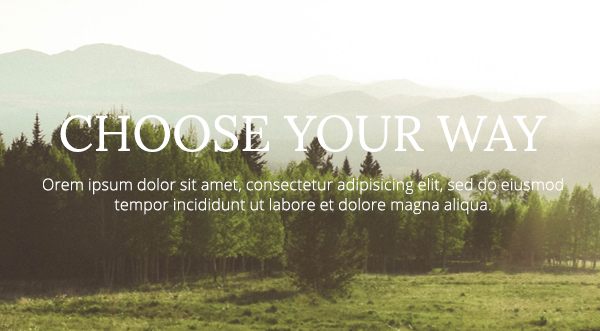 CHOOSE YOUR WAY
Orem ipsum dolor sit amet, consectetur adipisicing elit, sed do eiusmod
tempor incididunt ut labore et dolore magna aliqua.